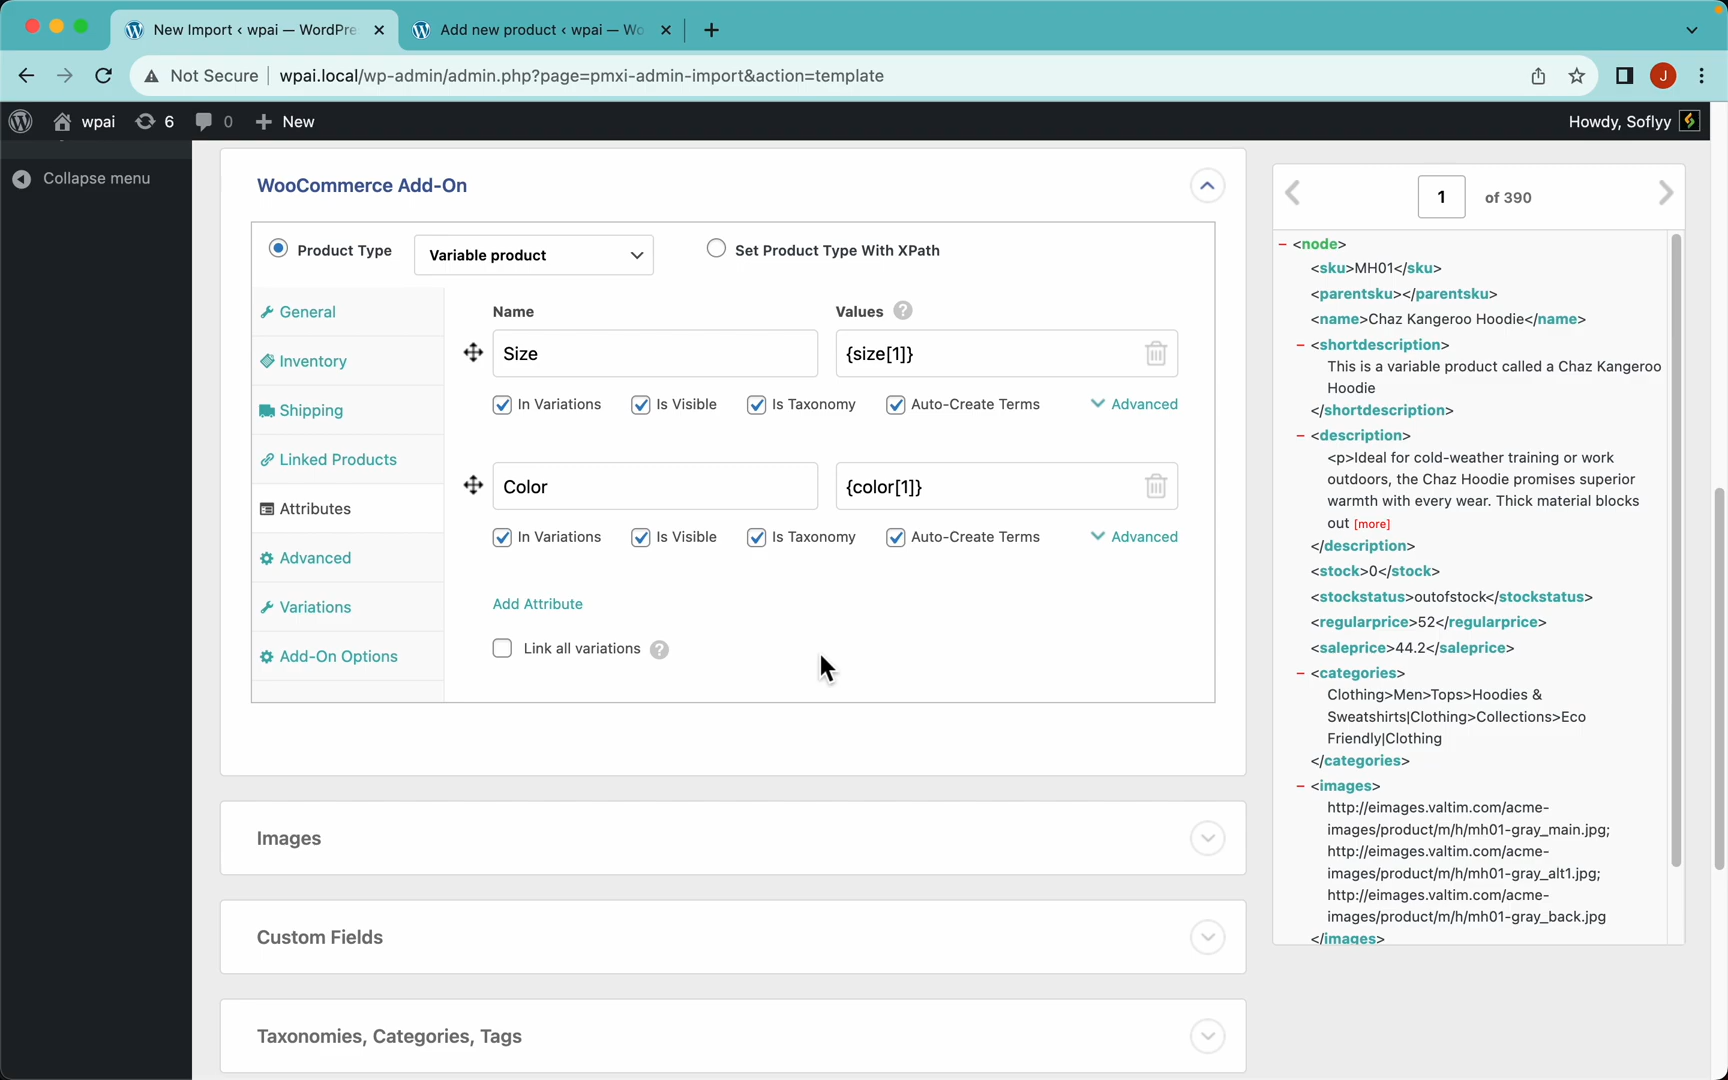 New Import ‹ wpai — WordPre
Add new product ‹ wpai — Wo
Not Secure
wpai.local/wp-admin/admin.php?page=pmxi-admin-import&action=template
J
wpai
6
0
New
Howdy, Soflyy
Collapse menu
WooCommerce Add-On
Product Type
Variable product
Set Product Type With XPath
General
Inventory
Shipping
Linked Products
Attributes
Advanced
Variations
Add-On Options
Name
Values ?
Size
{size[1]}
In Variations
Is Visible
Is Taxonomy
Auto-Create Terms
Advanced
Color
{color[1]}
In Variations
Is Visible
Is Taxonomy
Auto-Create Terms
Advanced
Add Attribute
Link all variations ?
Images
Custom Fields
Taxonomies, Categories, Tags
1 of 390
− <node>
<sku>MH01</sku>
<parentsku></parentsku>
<name>Chaz Kangeroo Hoodie</name>
− <shortdescription>
This is a variable product called a Chaz Kangeroo
Hoodie
</shortdescription>
− <description>
<p>Ideal for cold-weather training or work
outdoors, the Chaz Hoodie promises superior
warmth with every wear. Thick material blocks
out [more]
</description>
<stock>0</stock>
<stockstatus>outofstock</stockstatus>
<regularprice>52</regularprice>
<saleprice>44.2</saleprice>
− <categories>
Clothing>Men>Tops>Hoodies &
Sweatshirts|Clothing>Collections>Eco
Friendly|Clothing
</categories>
− <images>
http://eimages.valtim.com/acme-
images/product/m/h/mh01-gray_main.jpg;
http://eimages.valtim.com/acme-
images/product/m/h/mh01-gray_alt1.jpg;
http://eimages.valtim.com/acme-
images/product/m/h/mh01-gray_back.jpg
</images>